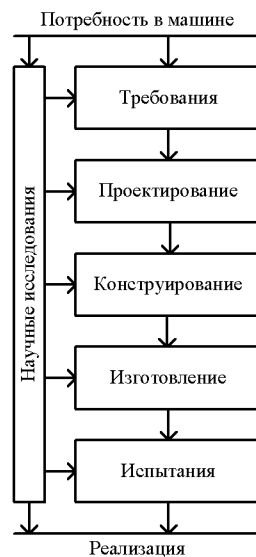 Потребность в машине
Научные исследования
Требования
Проектирование
Конструирование
Изготовление
Испытания
Реализация